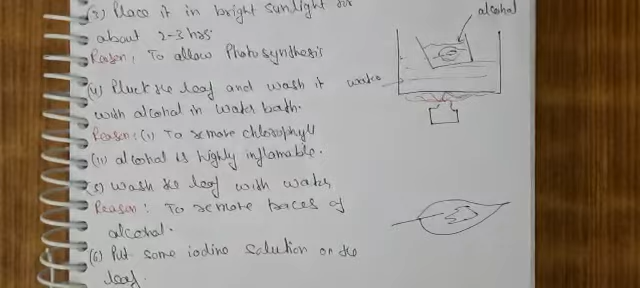 (3) Place it in bright sunlight for
about 2-3 hrs.
Reason: To allow Photosynthesis
(4) Pluck the leaf and wash it
with alcohol in water bath.
Reason: (i) To remove chlorophyll
(ii) alcohol is highly inflamable.
(5) wash the leaf with water
Reason: To remove traces of
alcohol.
(6) Put some iodine solution on the
leaf.
alcohol
water